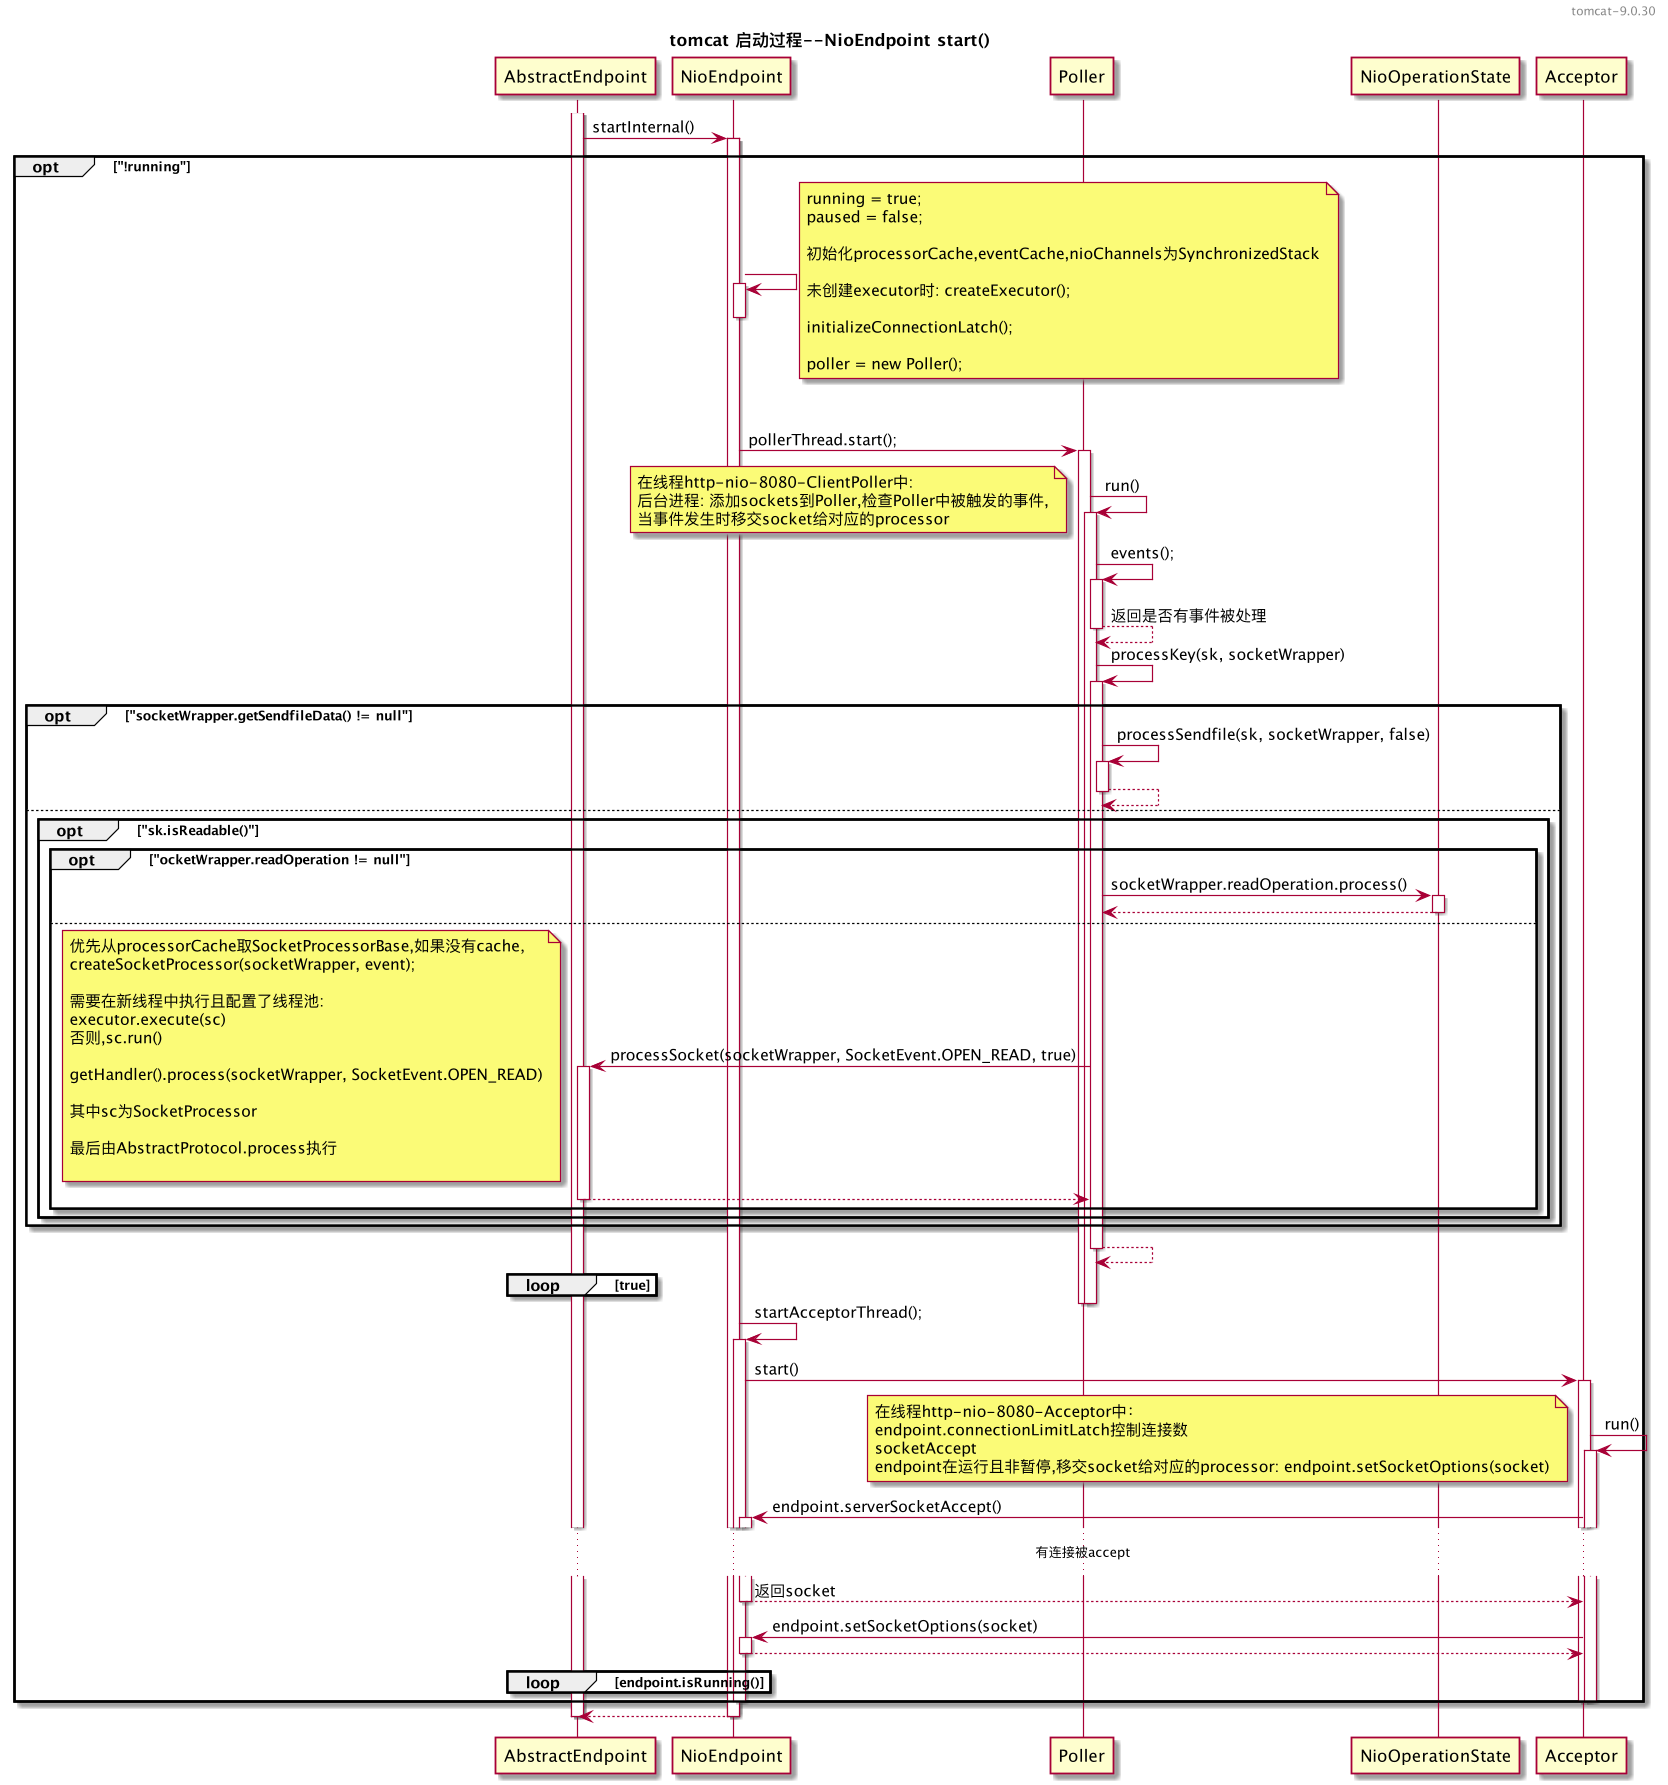 tomcat-9.0.30
tomcat 启动过程--NioEndpoint start()
AbstractEndpoint
NioEndpoint
Poller
NioOperationState
Acceptor
startInternal()
opt
["!running"]
running = true;
paused = false;
初始化processorCache,eventCache,nioChannels为SynchronizedStack
未创建executor时: createExecutor();
initializeConnectionLatch();
poller = new Poller();
pollerThread.start();
在线程http-nio-8080-ClientPoller中:
后台进程: 添加sockets到Poller,检查Poller中被触发的事件,
当事件发生时移交socket给对应的processor
run()
events();
返回是否有事件被处理
processKey(sk, socketWrapper)
opt
["socketWrapper.getSendfileData() != null"]
processSendfile(sk, socketWrapper, false)
opt
["sk.isReadable()"]
opt
["ocketWrapper.readOperation != null"]
socketWrapper.readOperation.process()
优先从processorCache取SocketProcessorBase,如果没有cache,
createSocketProcessor(socketWrapper, event);
需要在新线程中执行且配置了线程池:
executor.execute(sc)
否则,sc.run()
getHandler().process(socketWrapper, SocketEvent.OPEN_READ)
其中sc为SocketProcessor
最后由AbstractProtocol.process执行
processSocket(socketWrapper, SocketEvent.OPEN_READ, true)
loop
[true]
startAcceptorThread();
start()
在线程http-nio-8080-Acceptor中:
endpoint.connectionLimitLatch控制连接数
socketAccept
endpoint在运行且非暂停,移交socket给对应的processor: endpoint.setSocketOptions(socket)
run()
endpoint.serverSocketAccept()
有连接被accept
返回socket
endpoint.setSocketOptions(socket)
loop
[endpoint.isRunning()]
AbstractEndpoint
NioEndpoint
Poller
NioOperationState
Acceptor